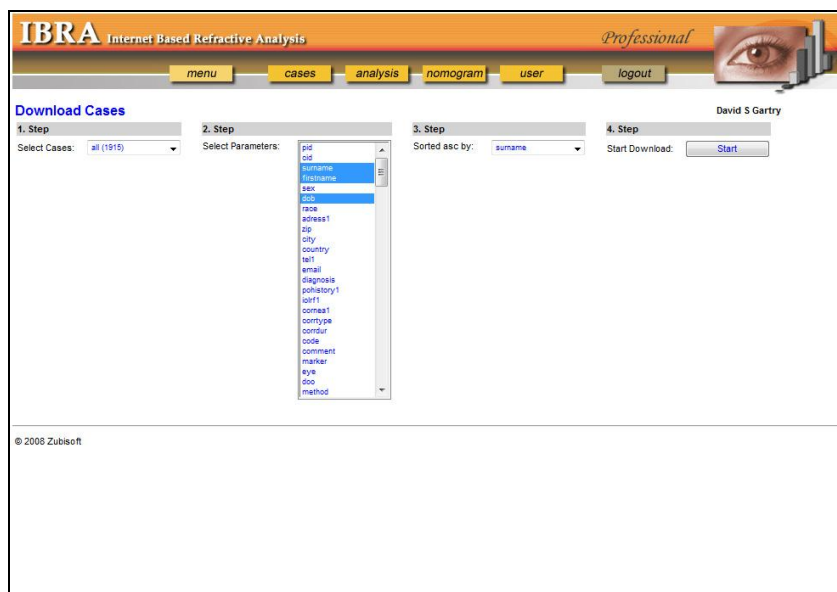 IBRA Internet Based Refractive Analysis Professional
menu cases analysis nomogram user logout
Download Cases David S Gartry
1. Step 2. Step 3. Step 4. Step
Select Cases: all (1915) Select Parameters: Sorted asc by: surname Start Download: Start
pid
cid
surname
firstname
sex
dob
race
adress1
zip
city
country
tel1
email
diagnosis
pohistory1
iolrf1
cornea1
corrtype
corrdur
code
comment
marker
eye
doo
method
© 2008 Zubisoft